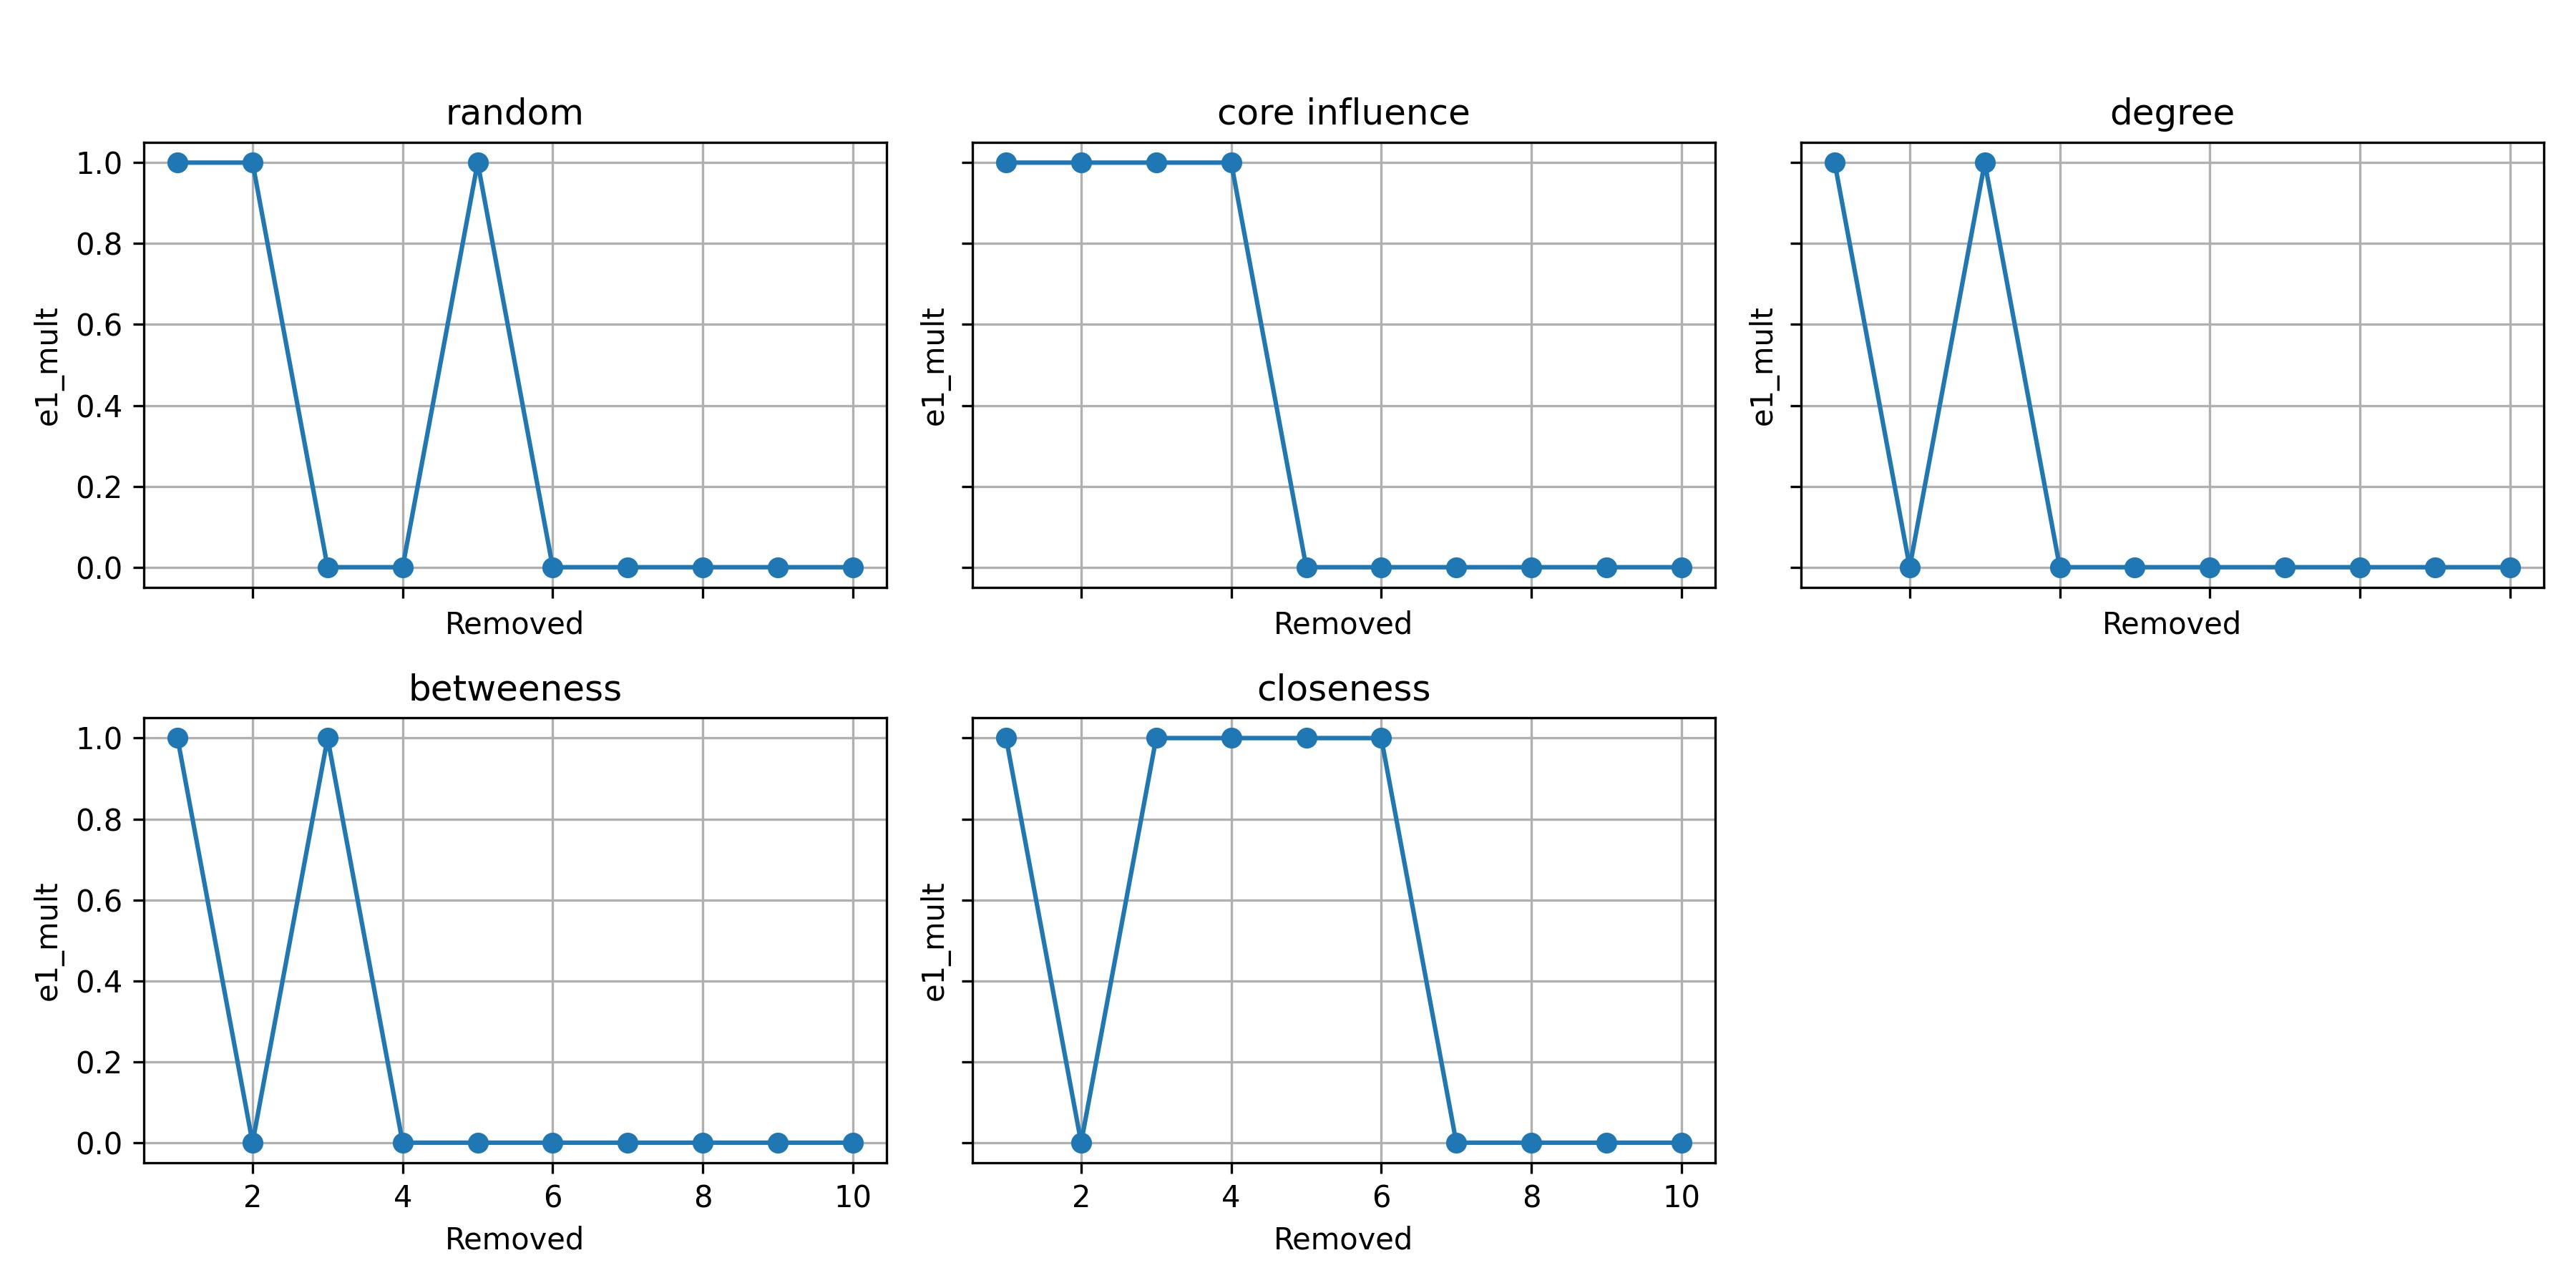 random
core influence
degree
1.0
0.8
0.6
0.4
0.2
0.0
e1_mult
e1_mult
e1_mult
Removed
Removed
Removed
betweeness
closeness
1.0
0.8
0.6
0.4
0.2
0.0
e1_mult
e1_mult
2 4 6 8 10
2 4 6 8 10
Removed
Removed